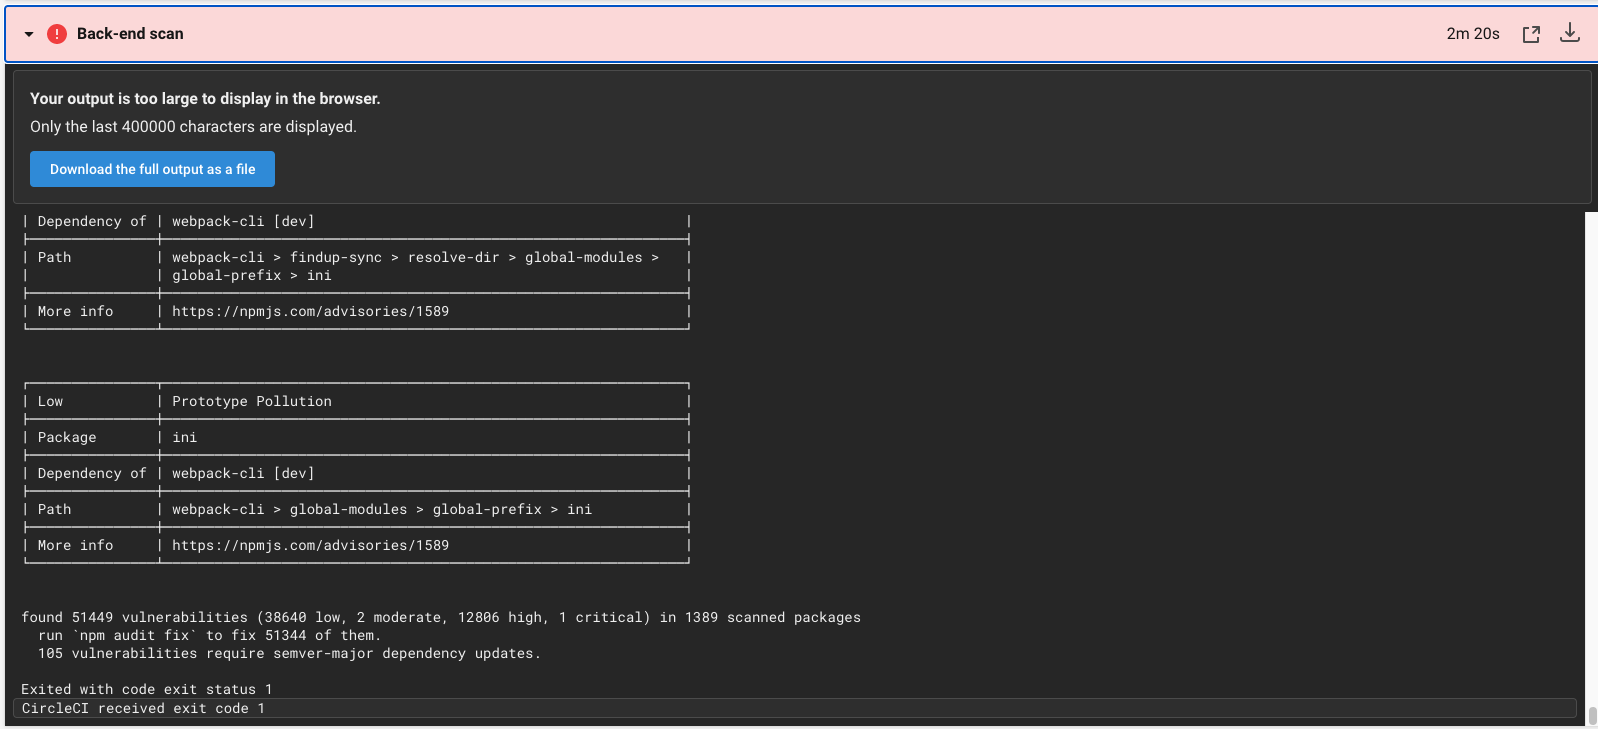 Back-end scan 2m 20s
Your output is too large to display in the browser.
Only the last 400000 characters are displayed.
Download the full output as a file
| Dependency of | webpack-cli [dev] |
| Path | webpack-cli > findup-sync > resolve-dir > global-modules > |
| | global-prefix > ini |
| More info | https://npmjs.com/advisories/1589 |
| Low | Prototype Pollution |
| Package | ini |
| Dependency of | webpack-cli [dev] |
| Path | webpack-cli > global-modules > global-prefix > ini |
| More info | https://npmjs.com/advisories/1589 |
found 51449 vulnerabilities (38640 low, 2 moderate, 12806 high, 1 critical) in 1389 scanned packages
run `npm audit fix` to fix 51344 of them.
105 vulnerabilities require semver-major dependency updates.
Exited with code exit status 1
CircleCI received exit code 1